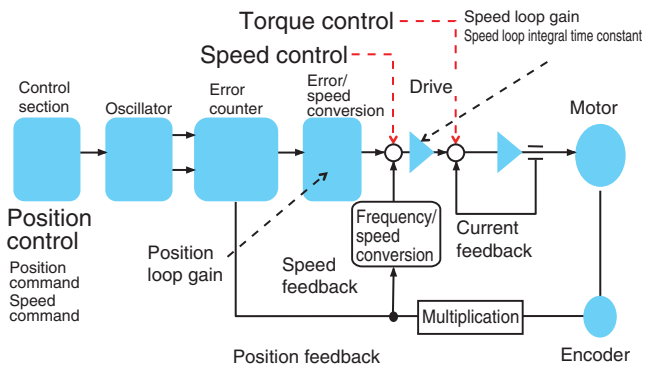 Torque control
Speed control
Speed loop gain
Speed loop integral time constant
Control
section
Oscillator
Error
counter
Error/
speed
conversion
Drive
Motor
Position
control
Position
command
Speed
command
Position
loop gain
Speed
feedback
Frequency/
speed
conversion
Current
feedback
Multiplication
Encoder
Position feedback